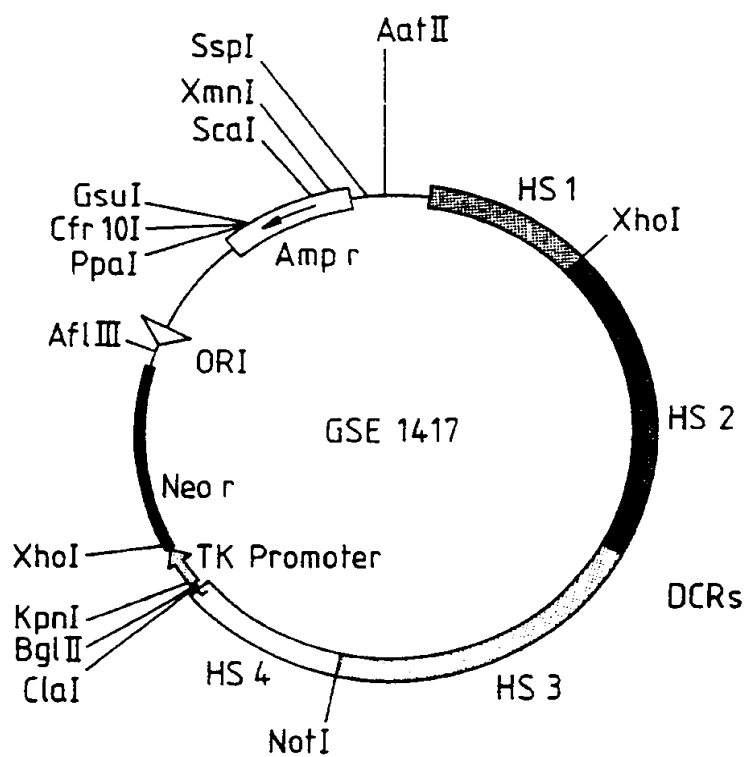 AatII
SspI
XmnI
ScaI
HS 1
XhoI
GsuI
Cfr 10I
PpaI
Amp r
AflIII
ORI
GSE 1417
HS 2
Neo r
XhoI
TK Promoter
DCRs
KpnI
BglII
ClaI
HS 4
HS 3
NotI